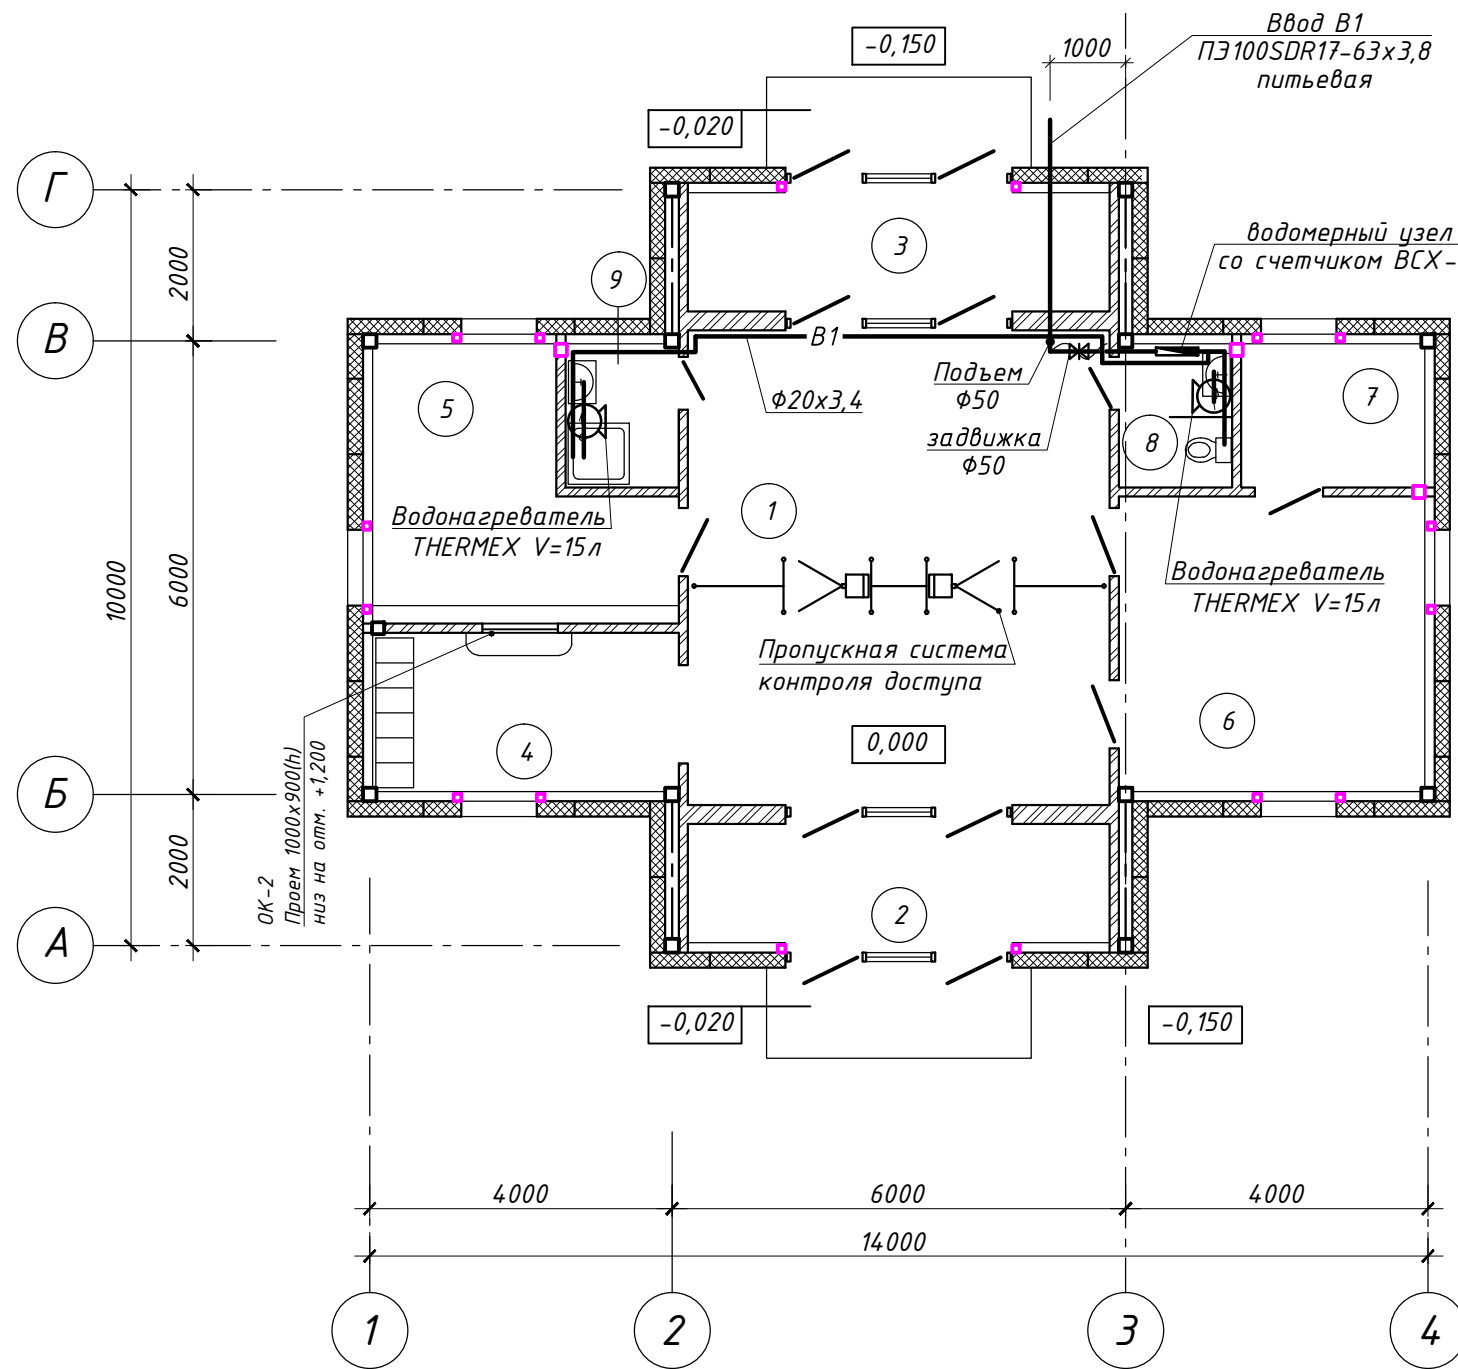 Ввод В1
ПЭ100SDR17-63х3,8
питьевая
1000
-0,150
-0,020
Г
3
водомерный узел
со счетчиком ВСХ-
2000
9
В
В1
7
5
Подъем
Ф50
Ф20х3,4
задвижка
Ф50
8
1
Водонагреватель
THERMEX V=15л
10000
6000
Водонагреватель
THERMEX V=15л
Пропускная система
контроля доступа
6
4
0,000
ОК-2
Проем 1000х900(h)
низ на отм. +1,200
Б
2000
2
А
-0,020
-0,150
4000
6000
4000
14000
1
2
3
4